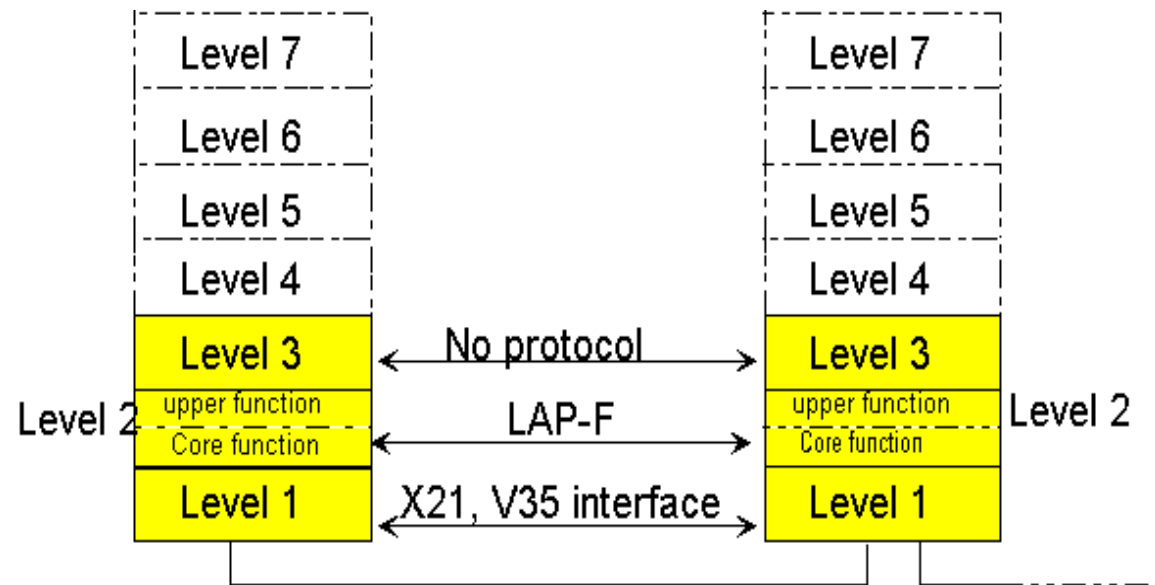 Level 7 Level 7
Level 6 Level 6
Level 5 Level 5
Level 4 Level 4
Level 3 No protocol Level 3
Level 2 upper function LAP-F upper function Level 2
Core function Core function
Level 1 X21, V35 interface Level 1